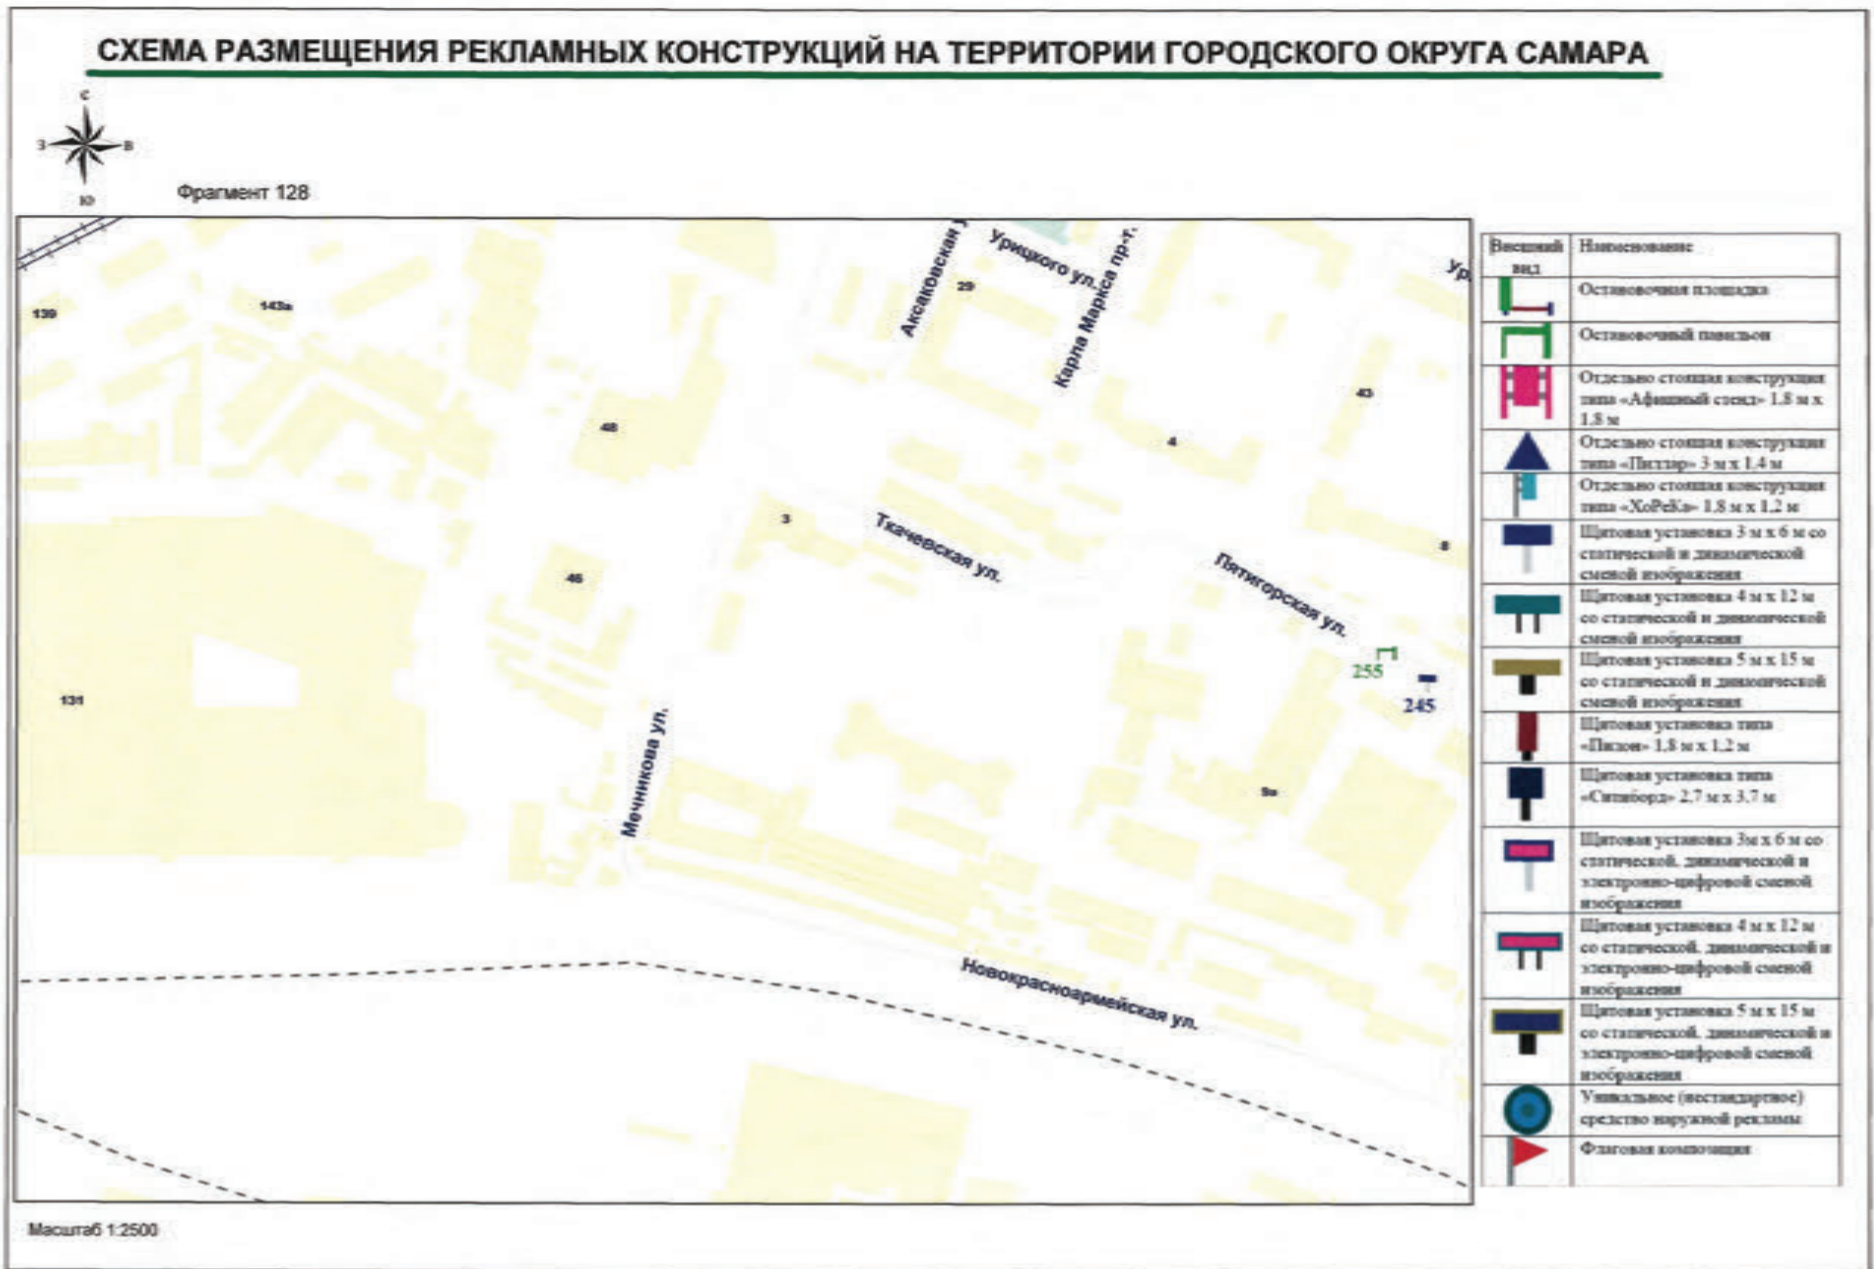 СХЕМА РАЗМЕЩЕНИЯ РЕКЛАМНЫХ КОНСТРУКЦИЙ НА ТЕРРИТОРИИ ГОРОДСКОГО ОКРУГА САМАРА
С
З
В
Ю
Фрагмент 128
139
143а
48
46
131
3
29
4
43
8
9а
Аксаковская у
Урицкого ул.
Карла Маркса пр-т.
Ур
Ткачевская ул.
Пятигорская ул.
255
245
Мечникова ул.
Новокрасноармейская ул.
Внешний
вид
Наименование
Остановочная площадка
Остановочный павильон
Отдельно стоящая конструкция
типа «Афишный стенд» 1,8 м х
1,8 м
Отдельно стоящая конструкция
типа «Пиллар» 3 м х 1,4 м
Отдельно стоящая конструкция
типа «ХоРеКа» 1,8 м х 1,2 м
Щитовая установка 3 м х 6 м со
статической и динамической
сменой изображения
Щитовая установка 4 м х 12 м
со статической и динамической
сменой изображения
Щитовая установка 5 м х 15 м
со статической и динамической
сменой изображения
Щитовая установка типа
«Пилон» 1,8 м х 1,2 м
Щитовая установка типа
«Ситиборд» 2,7 м х 3,7 м
Щитовая установка 3м х 6 м со
статической, динамической и
электронно-цифровой сменой
изображения
Щитовая установка 4 м х 12 м
со статической, динамической и
электронно-цифровой сменой
изображения
Щитовая установка 5 м х 15 м
со статической, динамической и
электронно-цифровой сменой
изображения
Уникальное (нестандартное)
средство наружной рекламы
Флаговая композиция
Масштаб 1:2500